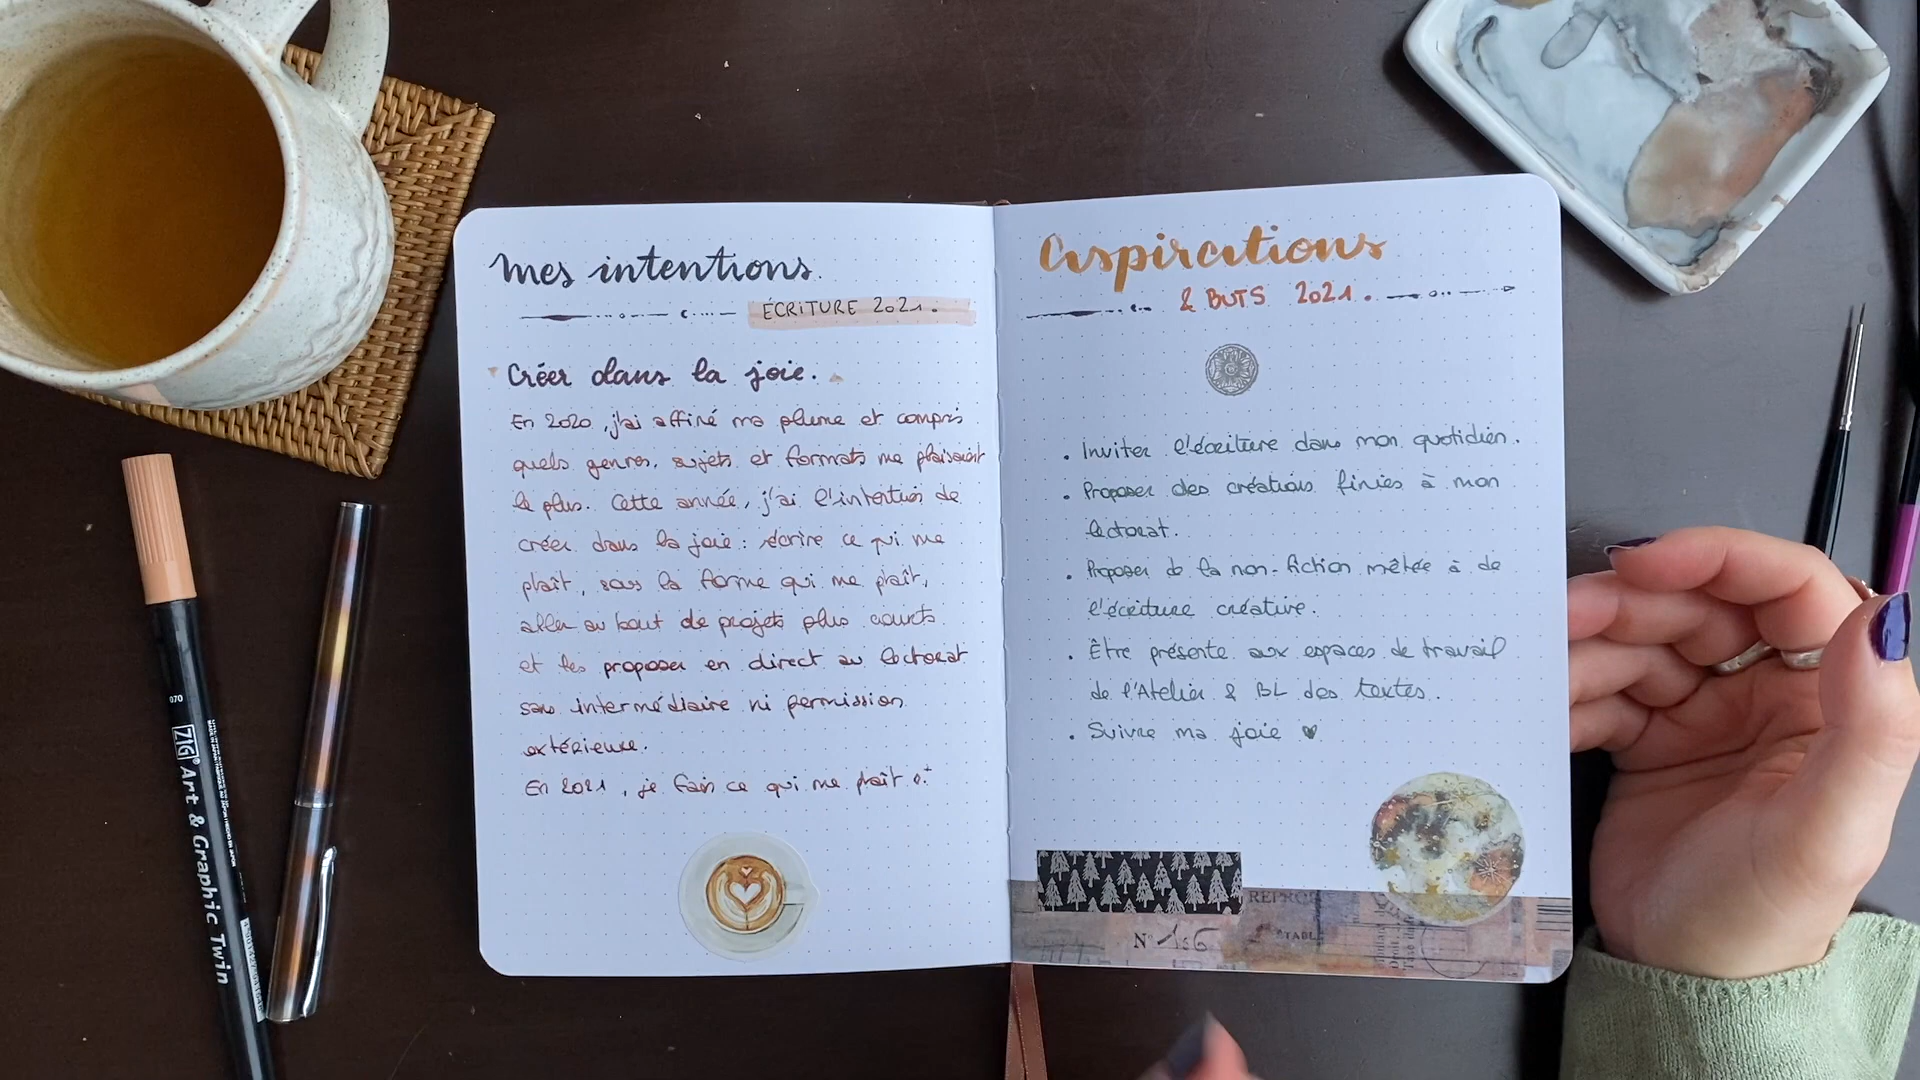 Mes intentions
ÉCRITURE 2021.
Créer dans la joie.
En 2020, j'ai affiné ma plume et compris
quels genres, sujets et formats me plaisaient
le plus. Cette année, j'ai l'intention de
créer dans la joie : écrire ce qui me
plaît, sous la forme qui me plaît,
aller au bout de projets plus courts
et les proposer en direct au lectorat
sans intermédiaire ni permission
extérieure.
En 2021, je fais ce qui me plaît
Aspirations
& BUTS 2021.
. Inviter l'écriture dans mon quotidien.
. Proposer des créations finies à mon
lectorat.
. Proposer de la non-fiction mêlée à de
l'écriture créative.
. Être présente aux espaces de travail
de l'Atelier & BL des textes.
. Suivre ma joie ♥
N° 156
070
ZIG® Art & Graphic Twin